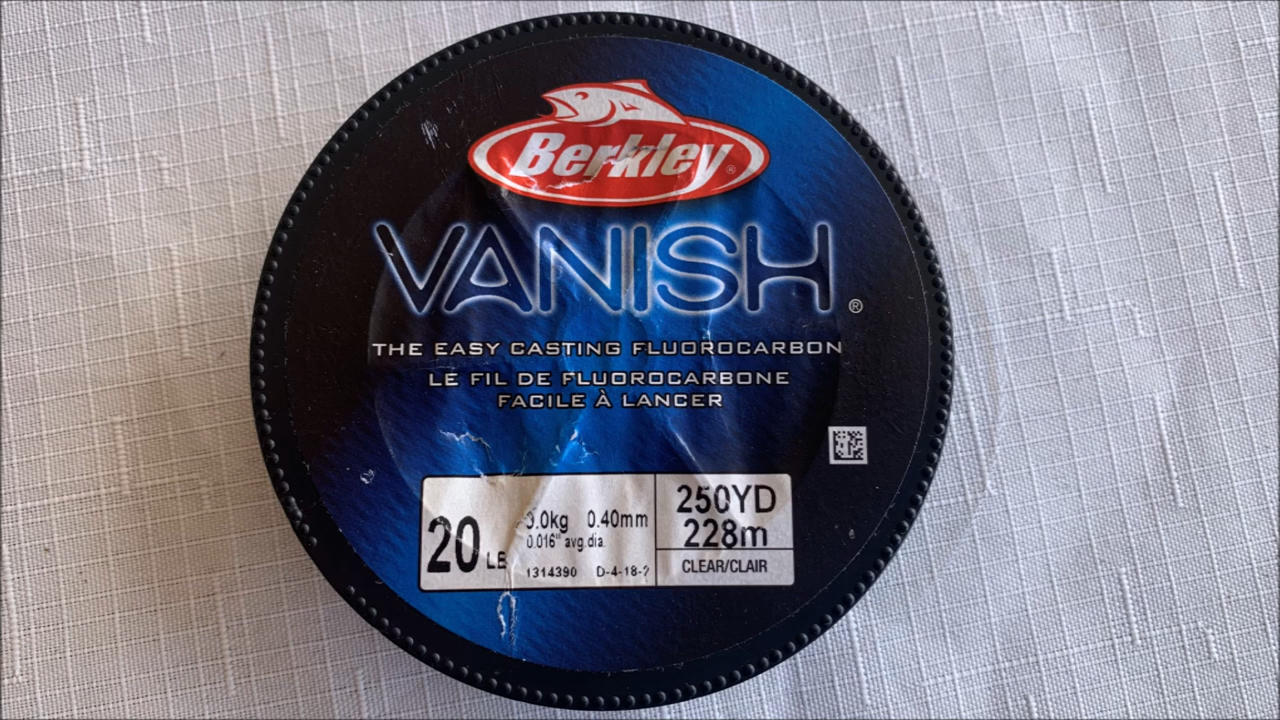 Berkley®
VANISH®
THE EASY CASTING FLUOROCARBON
LE FIL DE FLUOROCARBONE
FACILE À LANCER
20
0.40mm
0.016" avg.dia.
1314390
250YD
228m
CLEAR/CLAIR